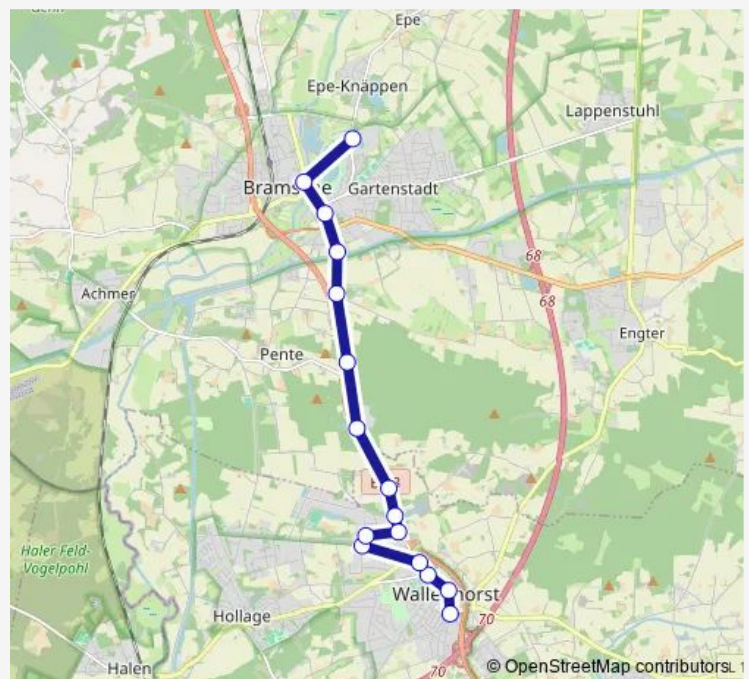 Epe
Epe-Knäppen
Lappenstuhl
Gartenstadt
68
68
Achmer
Engter
Pente
Haler Feld-
Vogelpohl
Hollage
70
Halen
70
© OpenStreetMap contributors